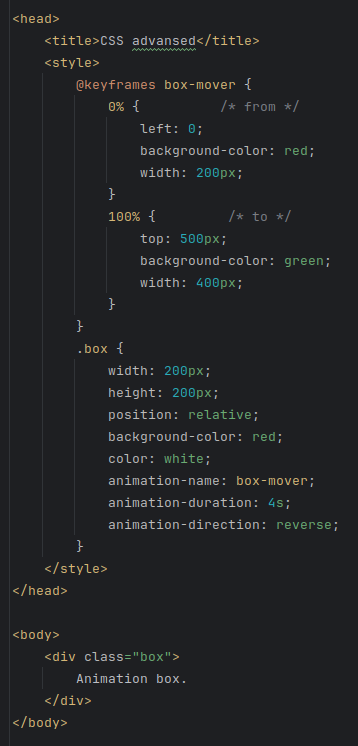 <head>
    <title>CSS advansed</title>
    <style>
        @keyframes box-mover {
            0% {          /* from */
                left: 0;
                background-color: red;
                width: 200px;
            }
            100% {         /* to */
                top: 500px;
                background-color: green;
                width: 400px;
            }
        }
        .box {
            width: 200px;
            height: 200px;
            position: relative;
            background-color: red;
            color: white;
            animation-name: box-mover;
            animation-duration: 4s;
            animation-direction: reverse;
        }
    </style>
</head>

<body>
    <div class="box">
        Animation box.
    </div>
</body>